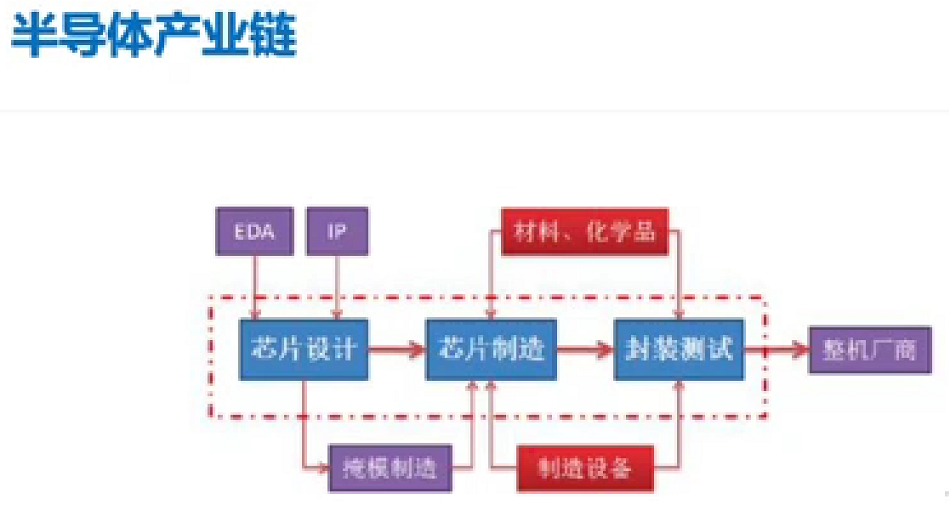 半导体产业链
EDA
IP
材料、化学品
芯片设计
芯片制造
封装测试
整机厂商
掩模制造
制造设备